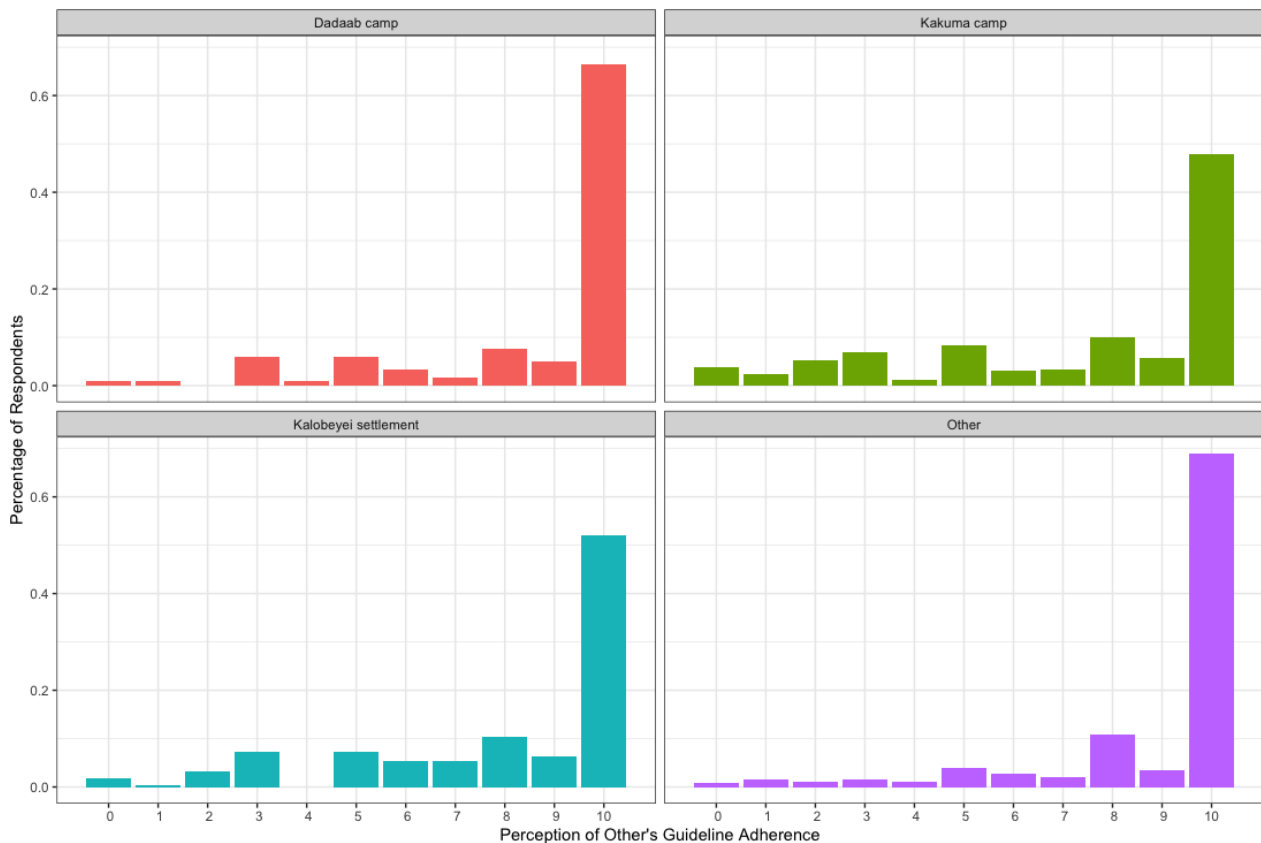 Dadaab camp
Kakuma camp
0.6
0.4
0.2
0.0
Kalobeyei settlement
Other
0.6
0.4
0.2
0.0
0 1 2 3 4 5 6 7 8 9 10
0 1 2 3 4 5 6 7 8 9 10
Percentage of Respondents
Perception of Other's Guideline Adherence